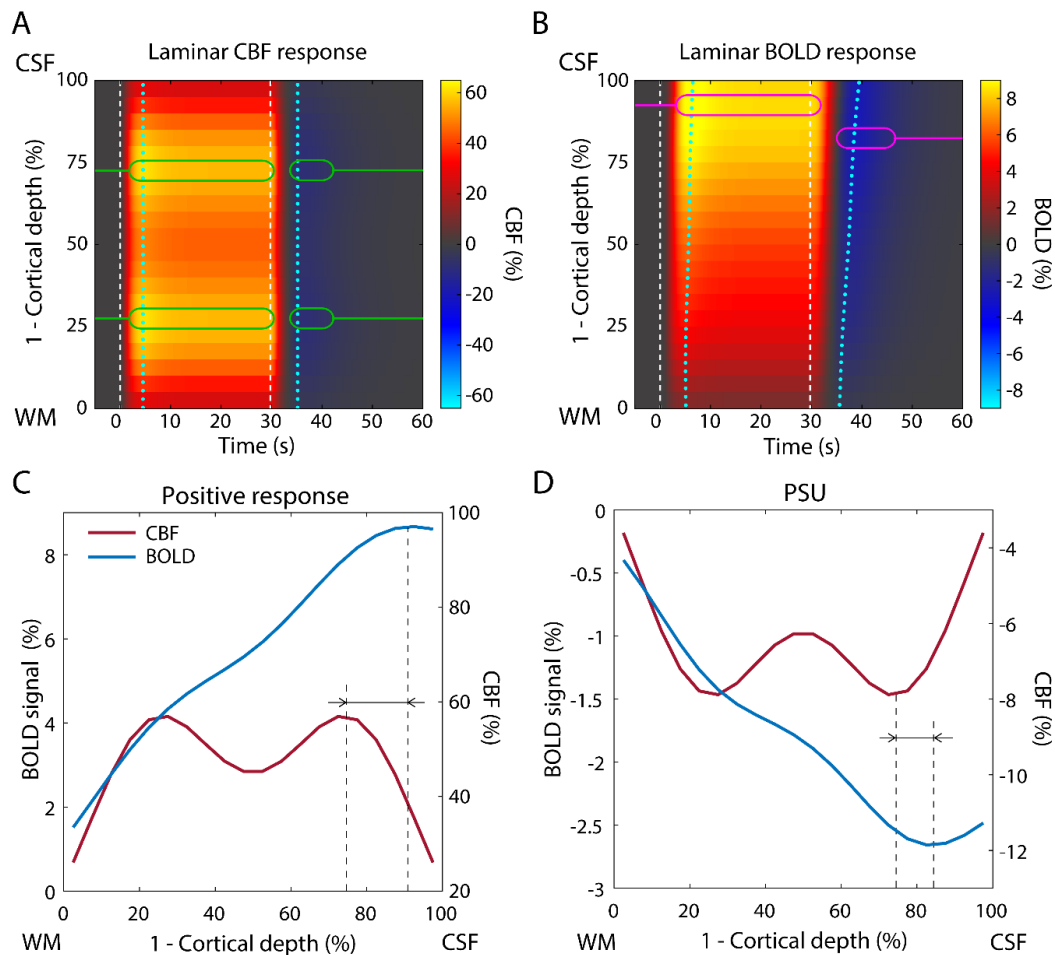 A
Laminar CBF response
CSF
100
75
50
25
0
1 - Cortical depth (%)
WM
0 10 20 30 40 50 60
Time (s)
60
40
20
0
-20
-40
-60
CBF (%)
B
Laminar BOLD response
CSF
100
75
50
25
0
1 - Cortical depth (%)
WM
0 10 20 30 40 50 60
Time (s)
8
6
4
2
0
-2
-4
-6
-8
BOLD (%)
C
Positive response
CBF
BOLD
8
6
4
2
0
BOLD signal (%)
100
80
60
40
20
CBF (%)
0 20 40 60 80 100
WM
1 - Cortical depth (%)
CSF
D
PSU
0
-0.5
-1
-1.5
-2
-2.5
-3
BOLD signal (%)
-4
-6
-8
-10
-12
CBF (%)
0 20 40 60 80 100
WM
1 - Cortical depth (%)
CSF